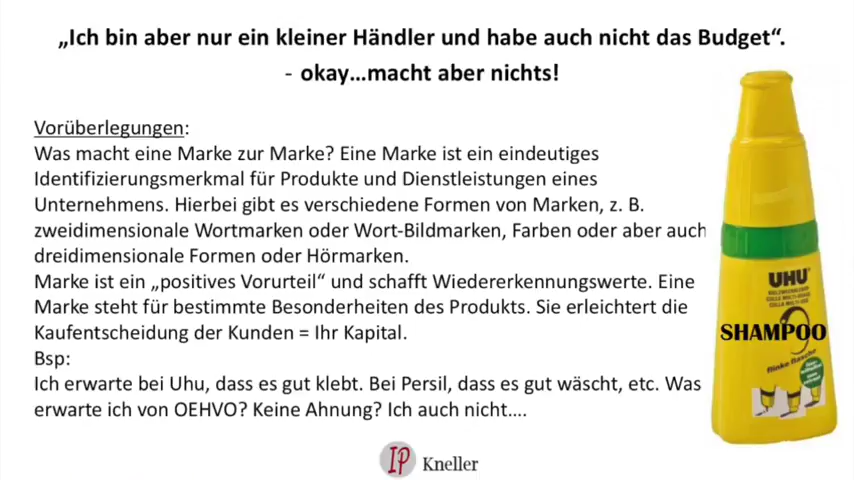 „Ich bin aber nur ein kleiner Händler und habe auch nicht das Budget“.
- okay…macht aber nichts!
Vorüberlegungen:
Was macht eine Marke zur Marke? Eine Marke ist ein eindeutiges
Identifizierungsmerkmal für Produkte und Dienstleistungen eines
Unternehmens. Hierbei gibt es verschiedene Formen von Marken, z. B.
zweidimensionale Wortmarken oder Wort-Bildmarken, Farben oder aber auch
dreidimensionale Formen oder Hörmarken.
Marke ist ein „positives Vorurteil“ und schafft Wiedererkennungswerte. Eine
Marke steht für bestimmte Besonderheiten des Produkts. Sie erleichtert die
Kaufentscheidung der Kunden = Ihr Kapital.
Bsp:
Ich erwarte bei Uhu, dass es gut klebt. Bei Persil, dass es gut wäscht, etc. Was
erwarte ich von OEHVO? Keine Ahnung? Ich auch nicht….
UHU
SHAMPOO
flinke flasche
IP Kneller